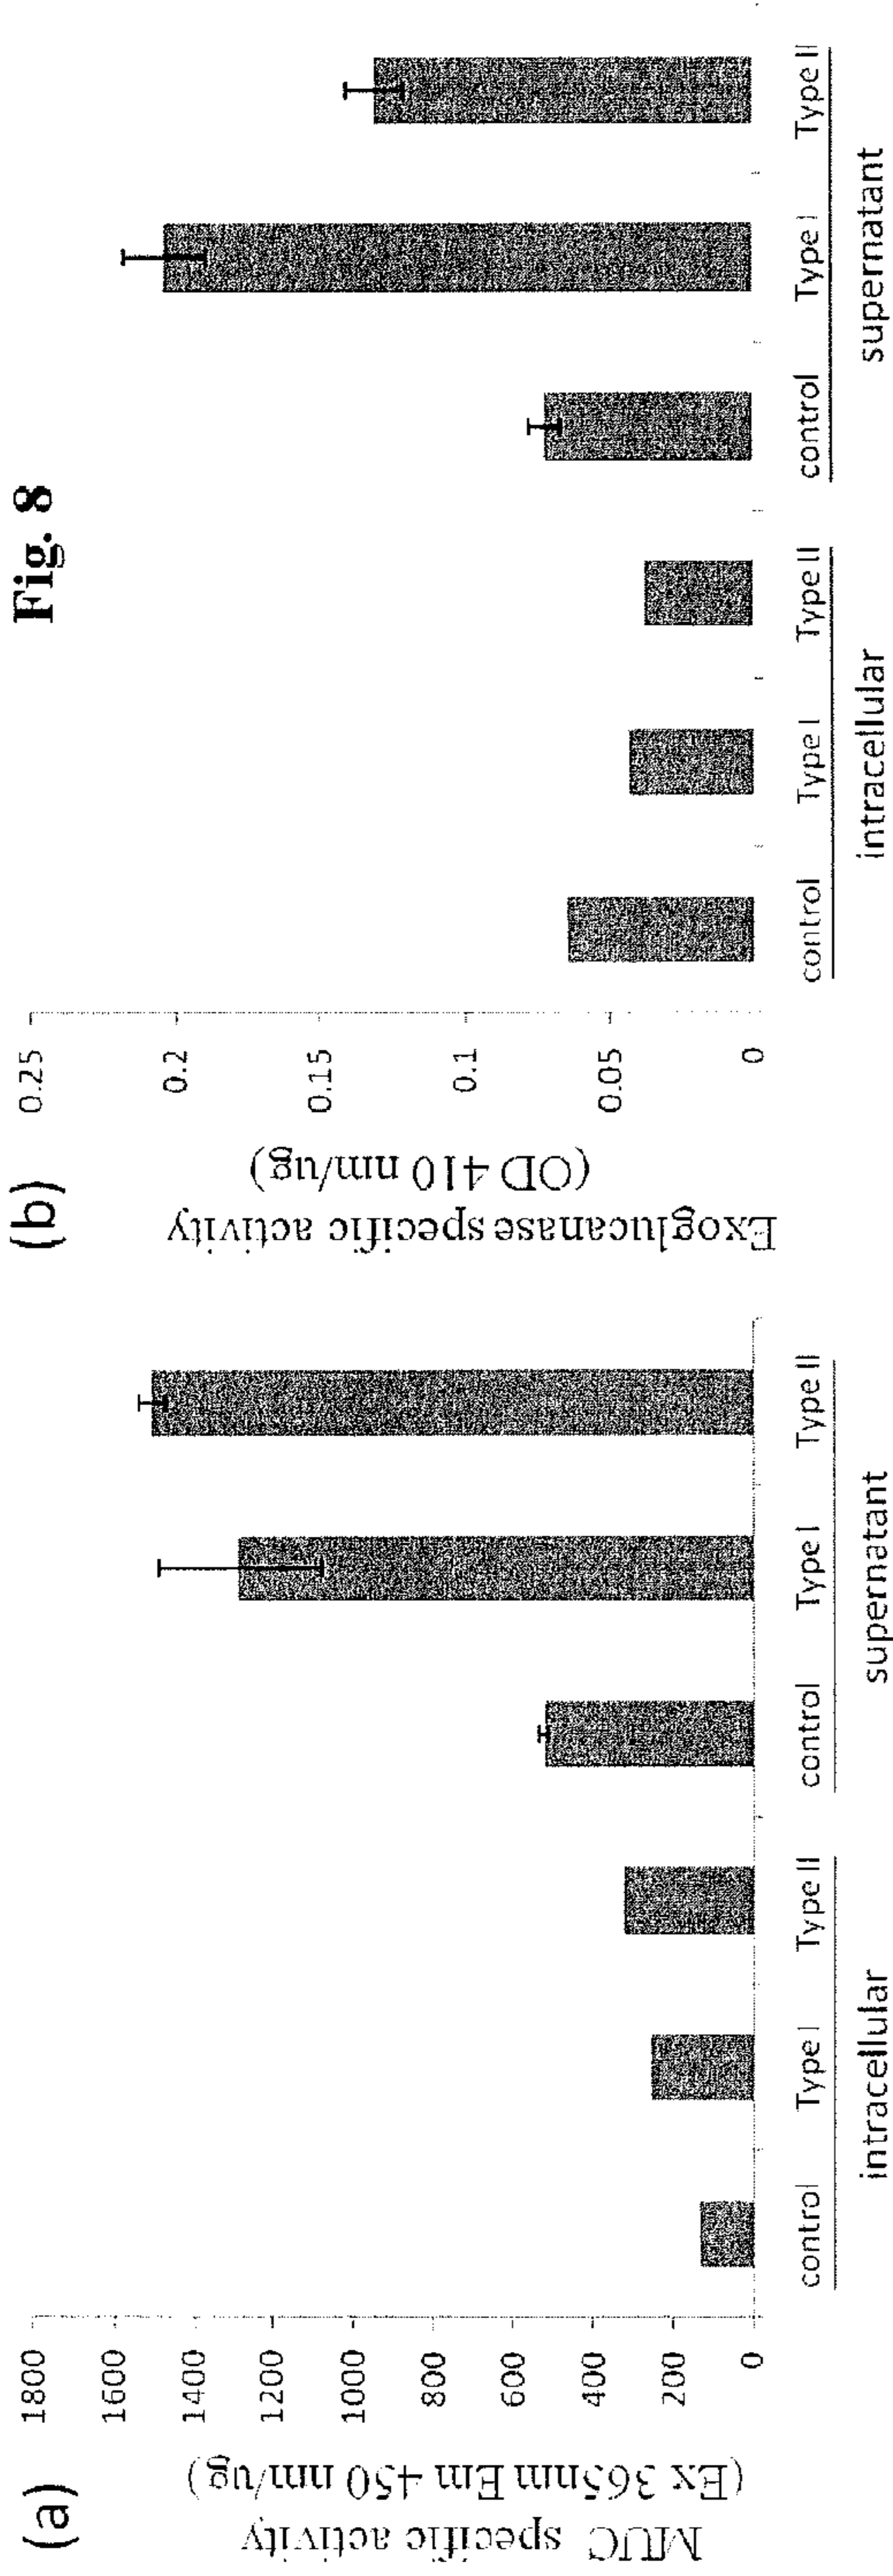 Fig. 8
(a)
MUC specific activity
(Ex 365nm Em 450 nm/ug)
1800
1600
1400
1200
1000
800
600
400
200
0
control Type I Type II control Type I Type II
intracellular supernatant
(b)
Exoglucanase specific activity
(OD 410 nm/ug)
0.25
0.2
0.15
0.1
0.05
0
control Type I Type II control Type I Type II
intracellular supernatant